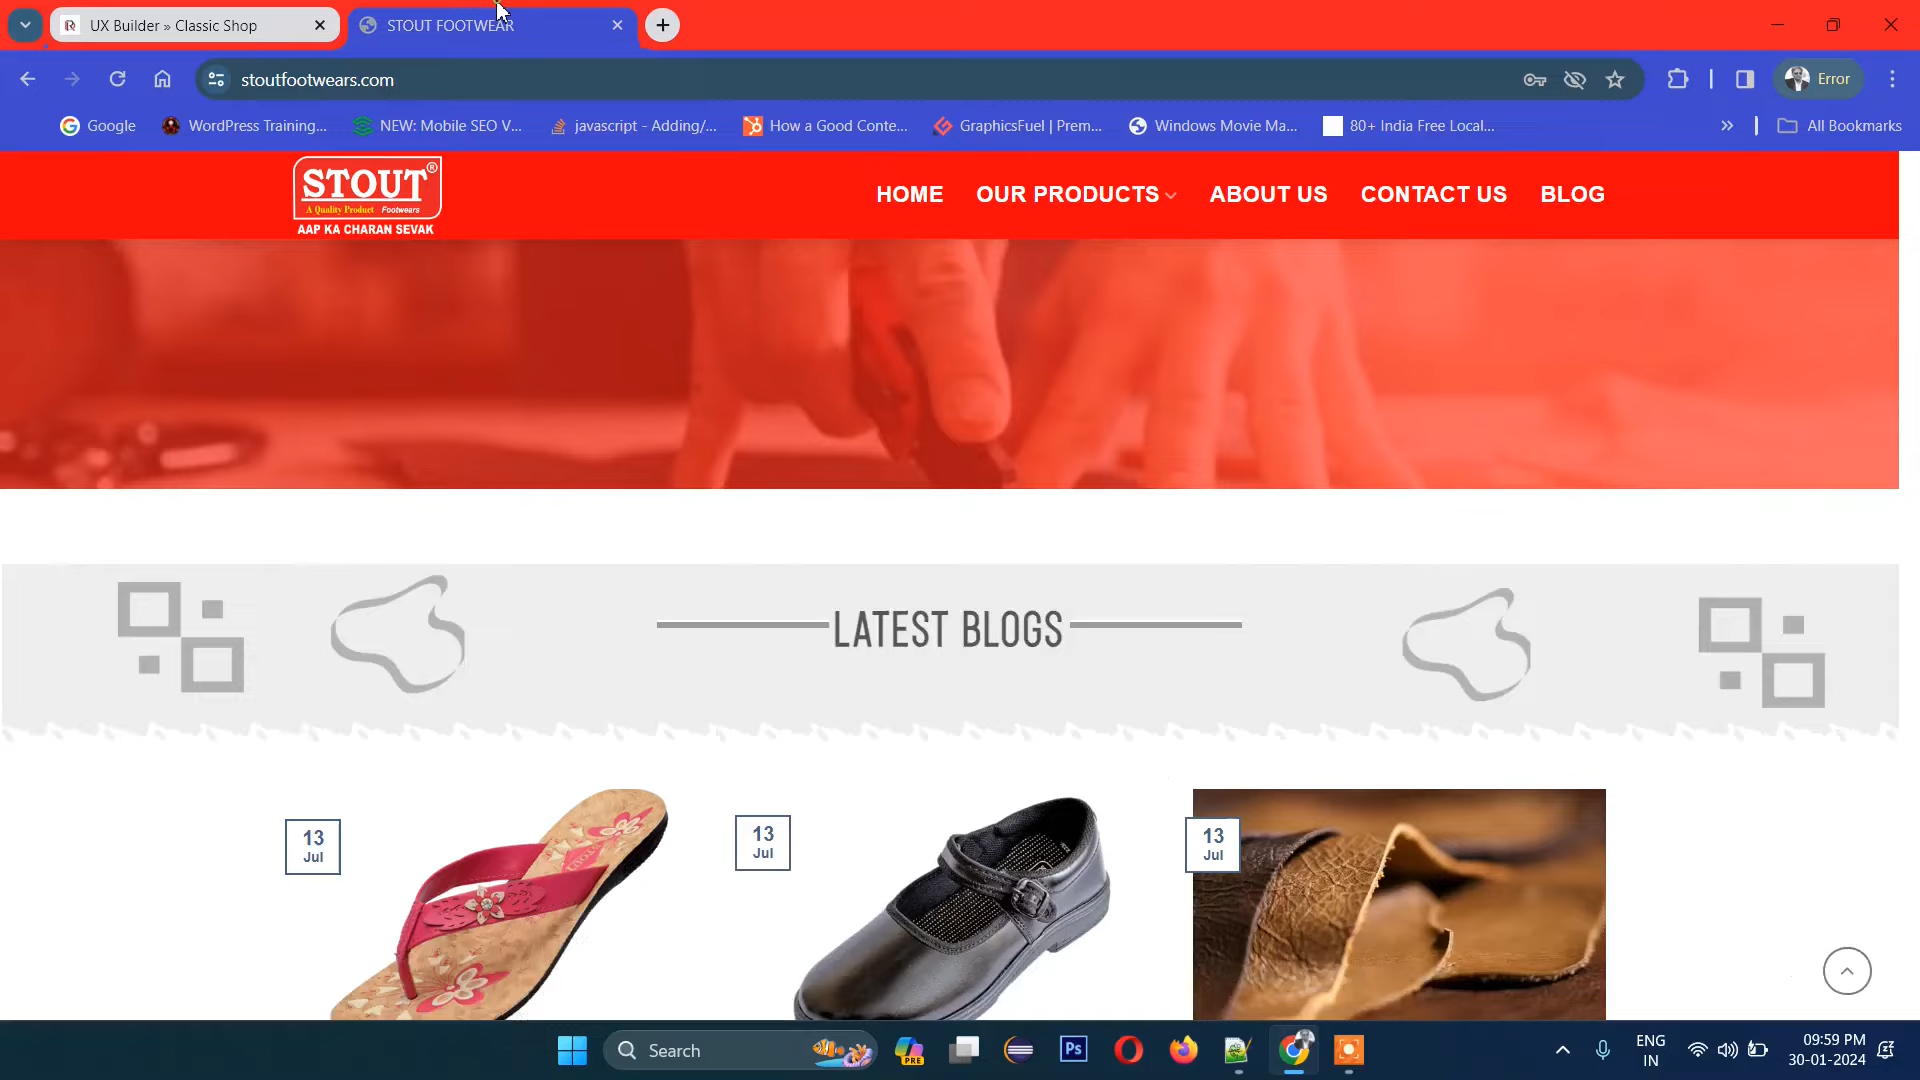 UX Builder » Classic Shop
STOUT FOOTWEAR
stoutfootwears.com
Error
Google
WordPress Training...
NEW: Mobile SEO V...
javascript - Adding/...
How a Good Conte...
GraphicsFuel | Prem...
Windows Movie Ma...
80+ India Free Local...
All Bookmarks
STOUT®
A Quality Product Footwears
AAP KA CHARAN SEVAK
HOME
OUR PRODUCTS
ABOUT US
CONTACT US
BLOG
LATEST BLOGS
13
Jul
13
Jul
13
Jul
Search
PRE
Ps
ENG
IN
09:59 PM
30-01-2024